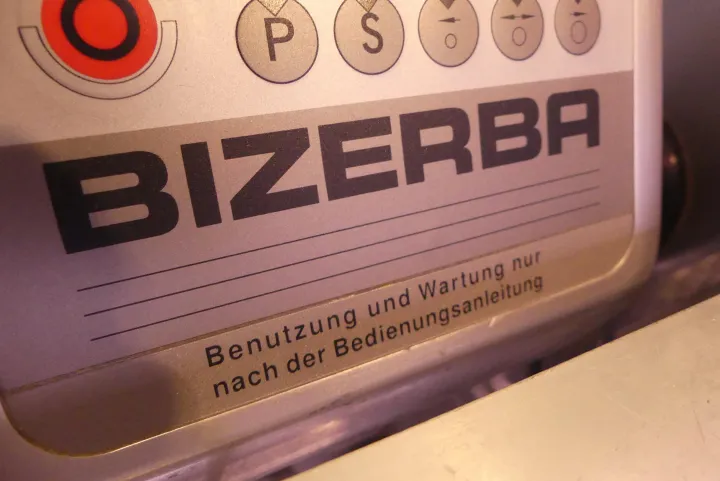 P S
BIZERBA
Benutzung und Wartung nur
nach der Bedienungsanleitung